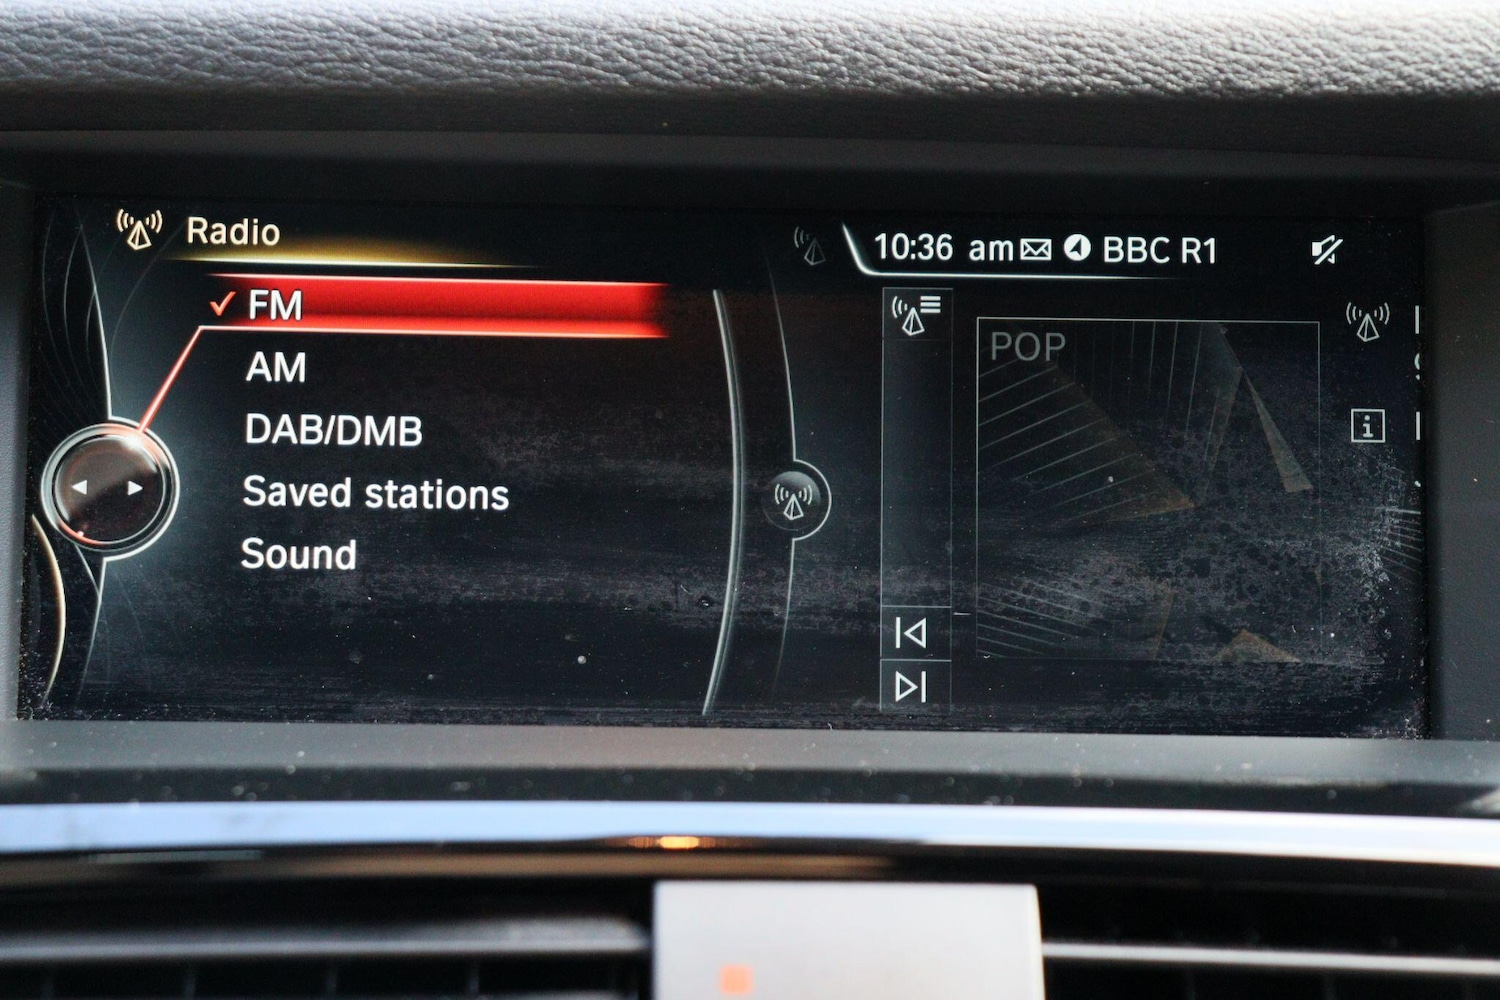 Radio
10:36 am BBC R1
FM
AM
DAB/DMB
Saved stations
Sound
POP